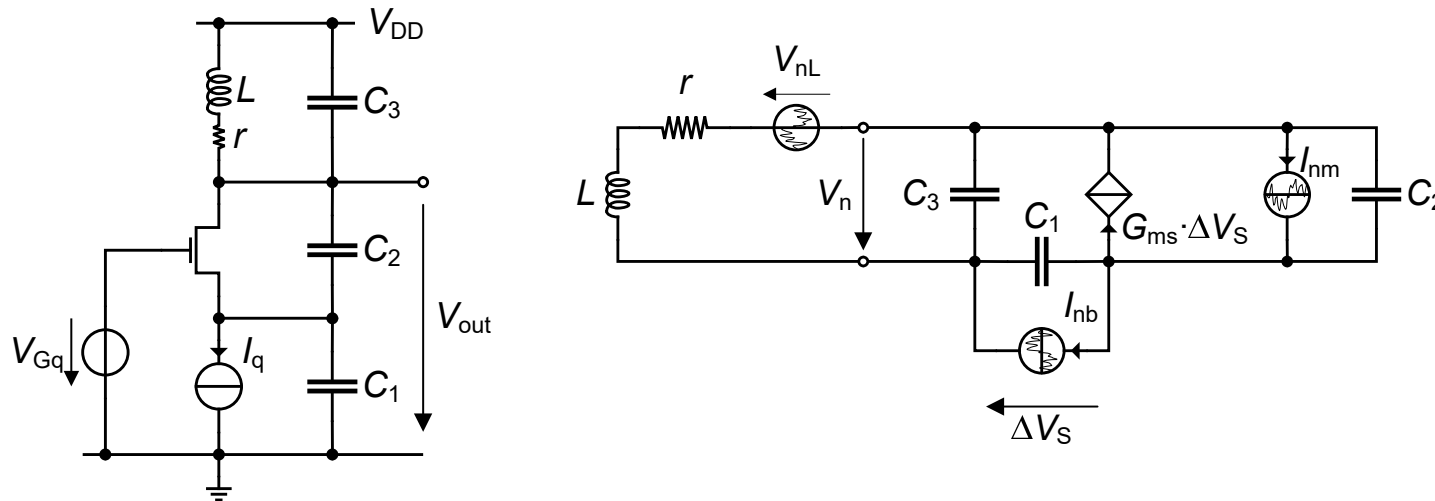 VDD
L
C3
r
C2
VGq
Iq
C1
Vout
VnL
r
L
Vn
C3
C1
Gms·ΔVS
Inm
C2
Inb
ΔVS